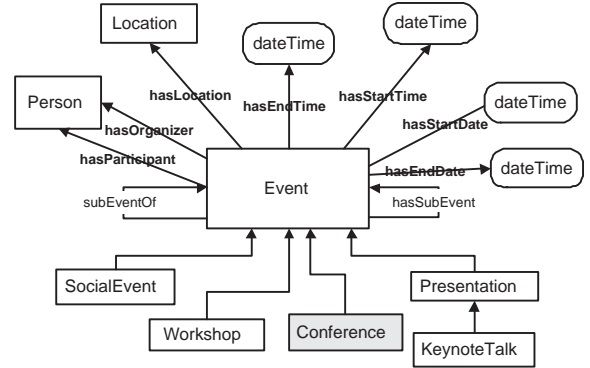 Location
dateTime
dateTime
hasLocation
hasEndTime
hasStartTime
Person
dateTime
hasOrganizer
hasStartDate
hasParticipant
hasEndDate
dateTime
Event
subEventOf
hasSubEvent
SocialEvent
Presentation
Workshop
Conference
KeynoteTalk